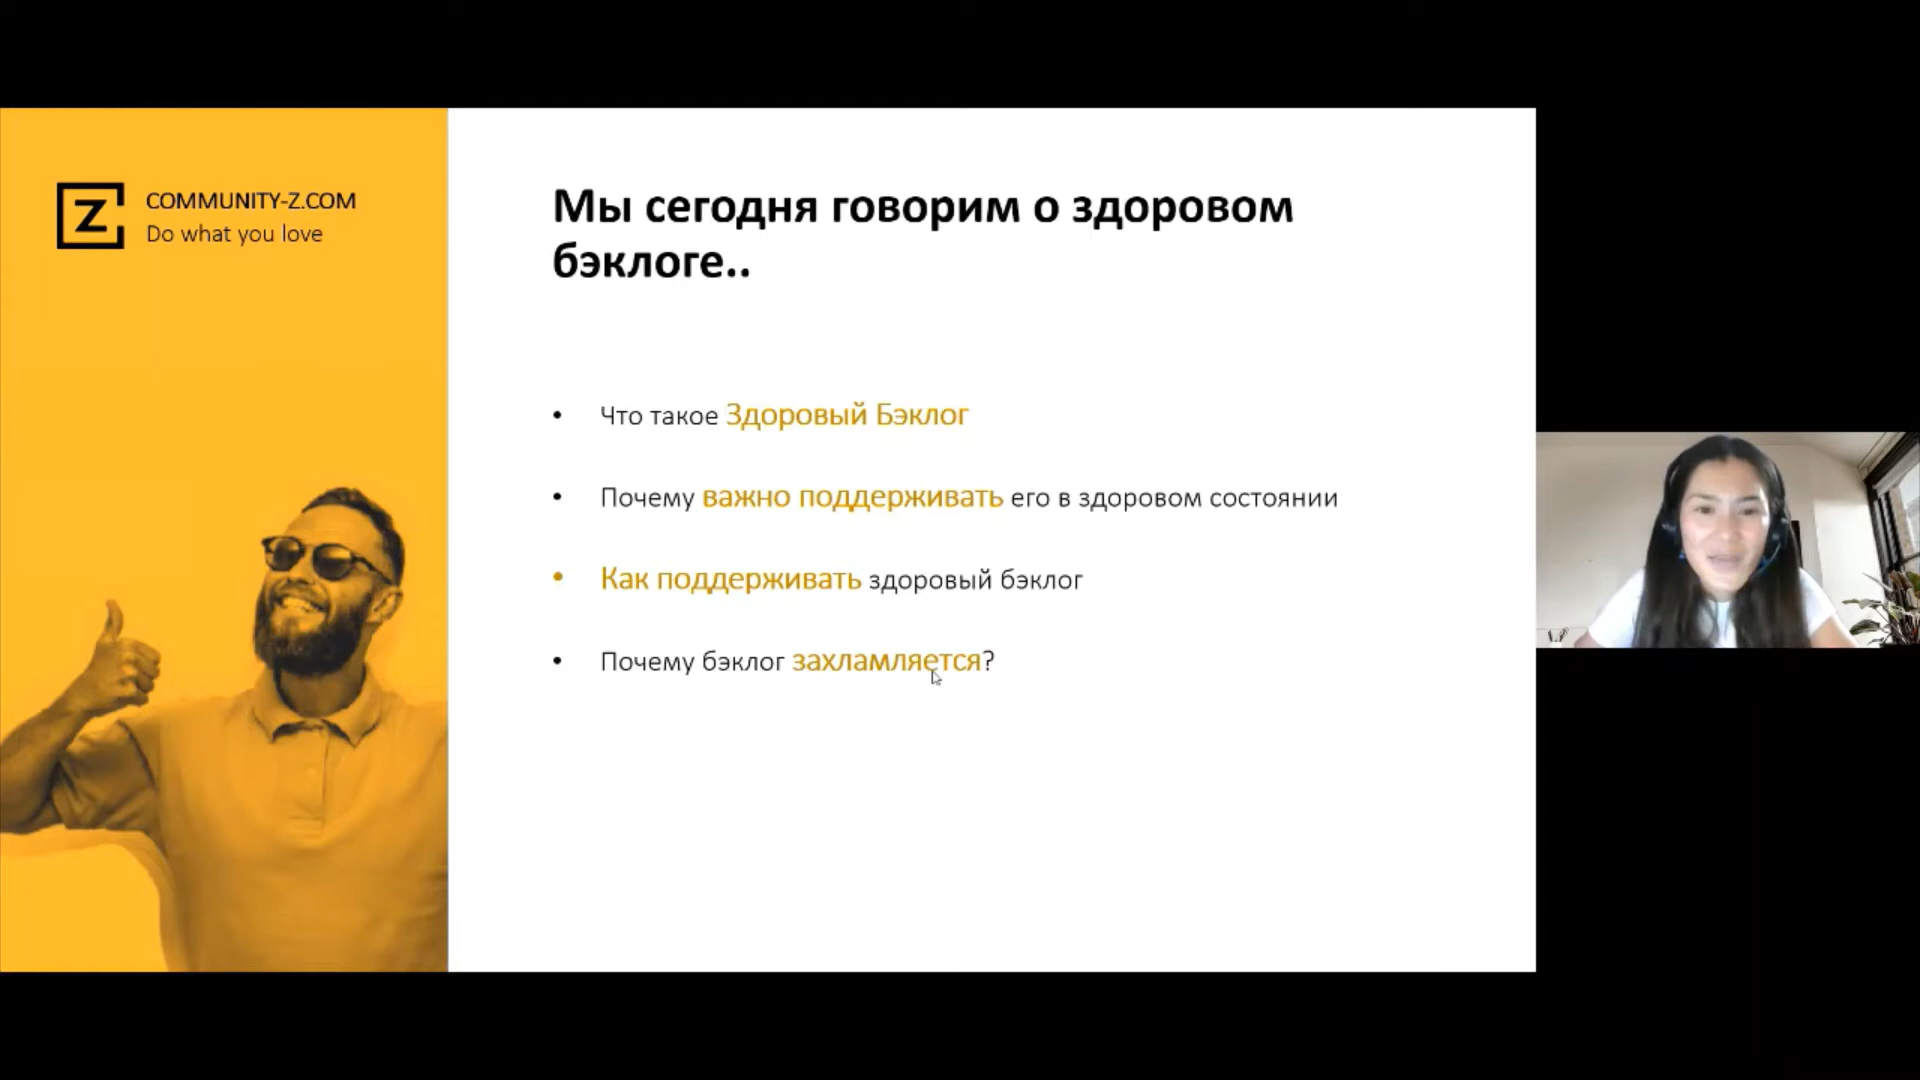 COMMUNITY-Z.COM
Do what you love
Мы сегодня говорим о здоровом
бэклоге..
• Что такое Здоровый Бэклог
• Почему важно поддерживать его в здоровом состоянии
• Как поддерживать здоровый бэклог
• Почему бэклог захламляется?